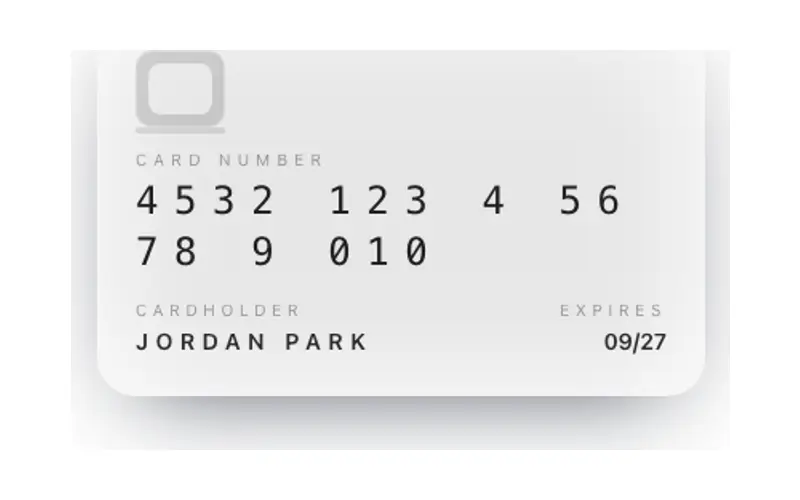 CARD NUMBER
4532 123 4 56
78 9 010
CARDHOLDER
EXPIRES
JORDAN PARK
09/27